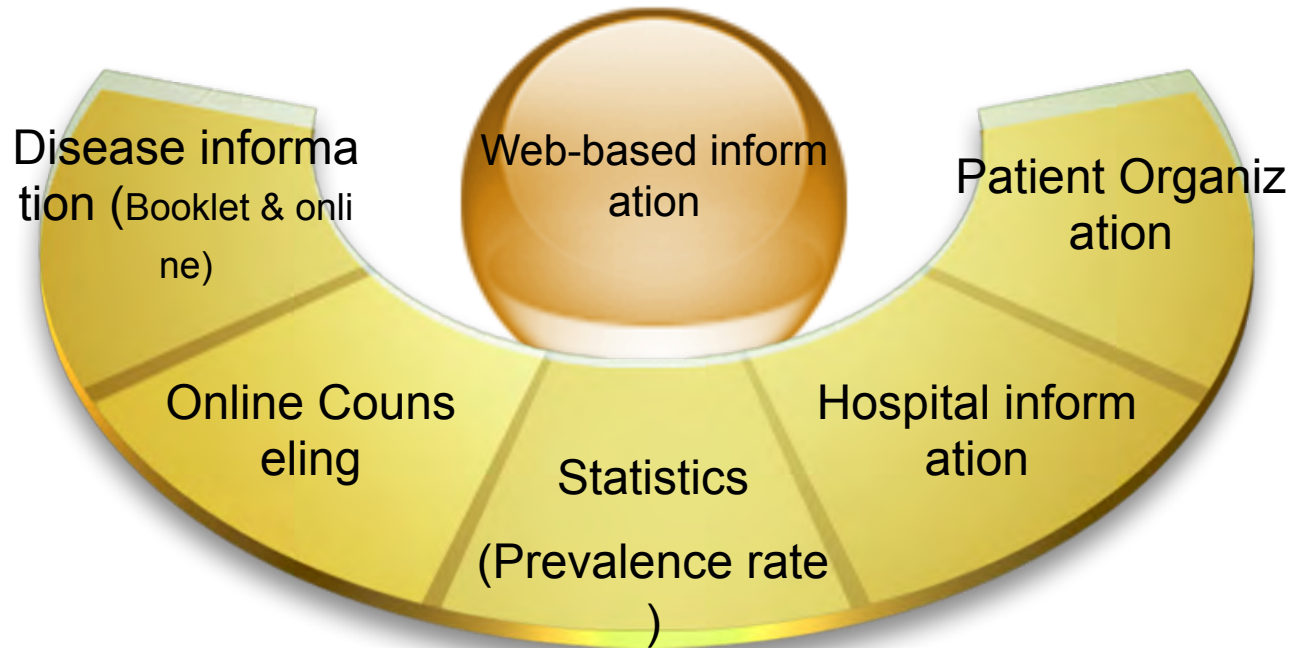 Disease informa
tion (Booklet & onli
ne)
Web-based inform
ation
Patient Organiz
ation
Online Couns
eling
Hospital inform
ation
Statistics
(Prevalence rate
)